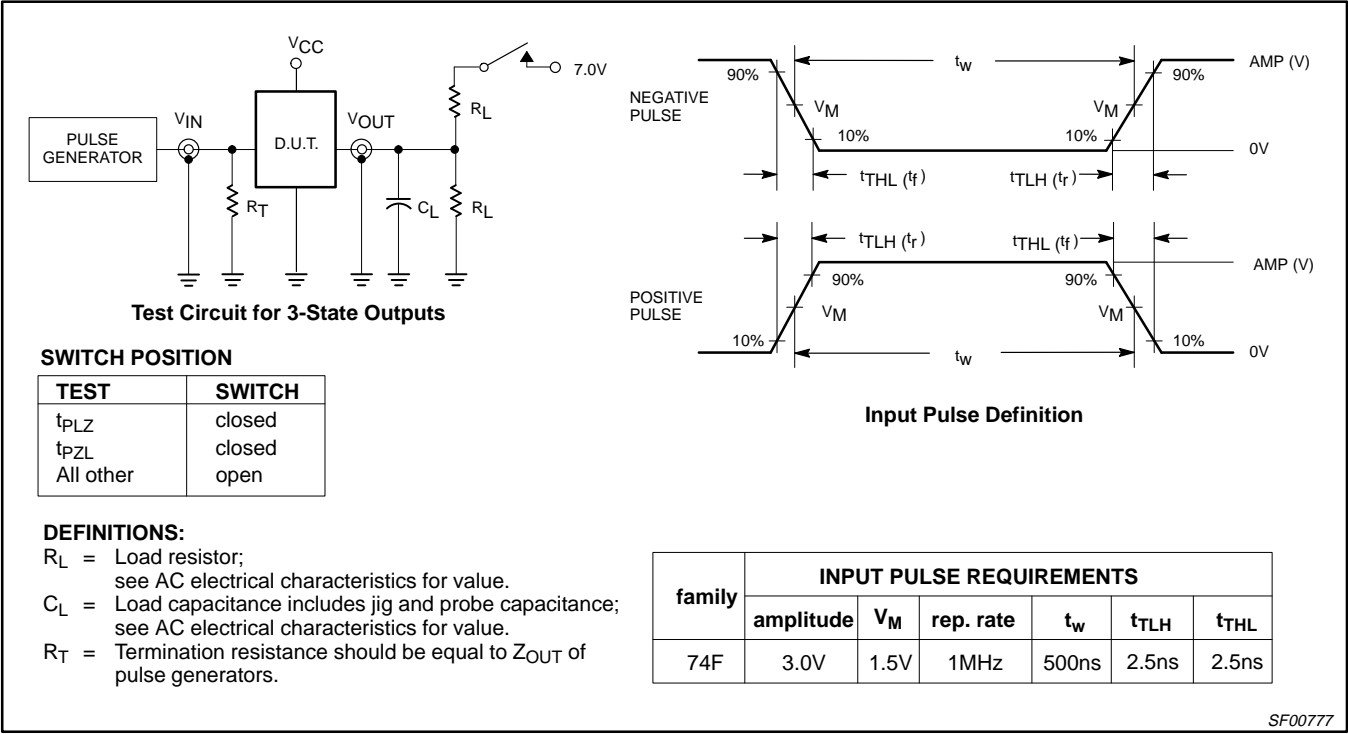 VCC
7.0V
RL
VIN
VOUT
PULSE
GENERATOR
D.U.T.
RT
CL
RL
Test Circuit for 3-State Outputs
SWITCH POSITION
TEST SWITCH
tPLZ closed
tPZL closed
All other open
NEGATIVE
PULSE
90%
tw
90%
AMP (V)
VM
VM
10%
10%
0V
tTHL (tf)
tTLH (tr)
tTLH (tr)
tTHL (tf)
AMP (V)
90%
90%
POSITIVE
PULSE
VM
VM
10%
10%
tw
0V
Input Pulse Definition
DEFINITIONS:
RL = Load resistor;
see AC electrical characteristics for value.
CL = Load capacitance includes jig and probe capacitance;
see AC electrical characteristics for value.
RT = Termination resistance should be equal to ZOUT of
pulse generators.
family
INPUT PULSE REQUIREMENTS
amplitude VM rep. rate tw tTLH tTHL
74F 3.0V 1.5V 1MHz 500ns 2.5ns 2.5ns
SF00777